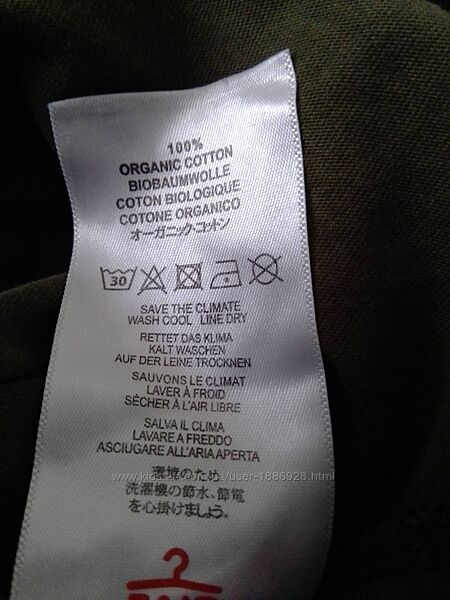 100%
ORGANIC COTTON
BIOBAUMWOLLE
COTON BIOLOGIQUE
COTONE ORGANICO
オーガニック・コットン
30
SAVE THE CLIMATE
WASH COOL LINE DRY
RETTET DAS KLIMA
KALT WASCHEN
AUF DER LEINE TROCKNEN
SAUVONS LE CLIMAT
LAVER À FROID
SÉCHER À L'AIR LIBRE
SALVA IL CLIMA
LAVARE A FREDDO
ASCIUGARE ALL'ARIA APERTA
環境のため、
洗濯機の節水、節電
を心掛けましょう。